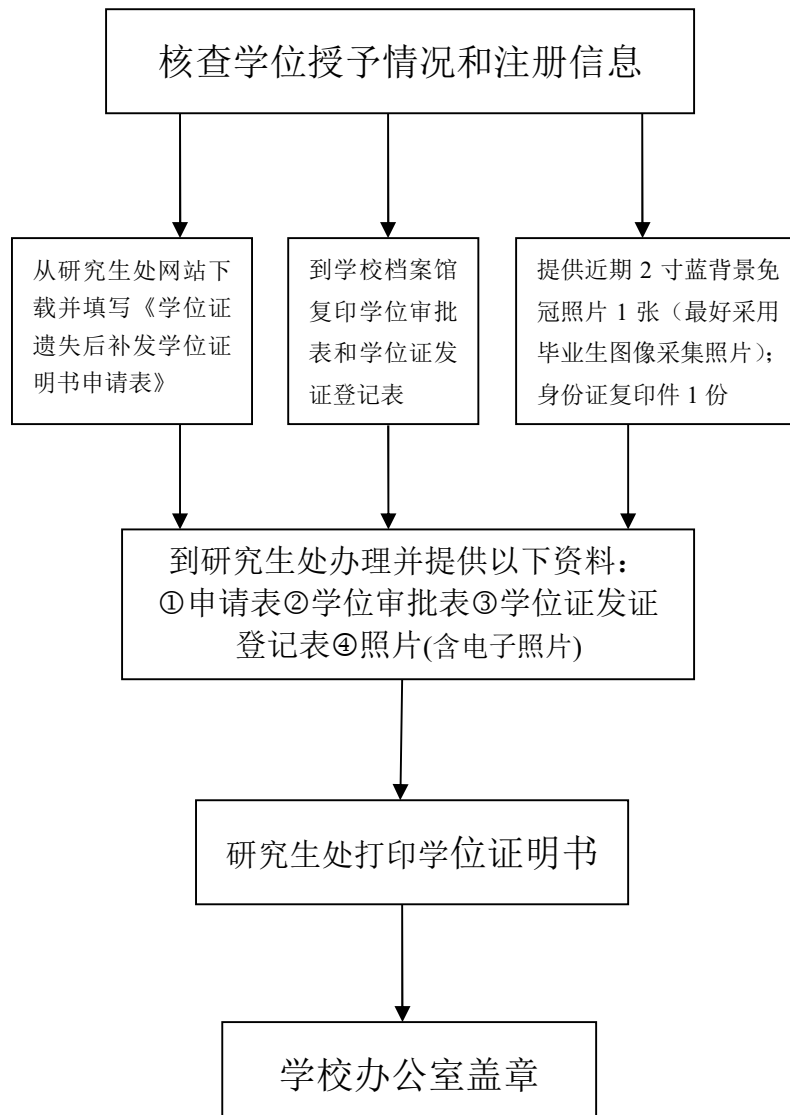 核查学位授予情况和注册信息
从研究生处网站下
载并填写《学位证
遗失后补发学位证
明书申请表》
到学校档案馆
复印学位审批
表和学位证发
证登记表
提供近期 2 寸蓝背景免
冠照片 1 张（最好采用
毕业生图像采集照片）；
身份证复印件 1 份
到研究生处办理并提供以下资料：
①申请表②学位审批表③学位证发证
登记表④照片(含电子照片)
研究生处打印学位证明书
学校办公室盖章